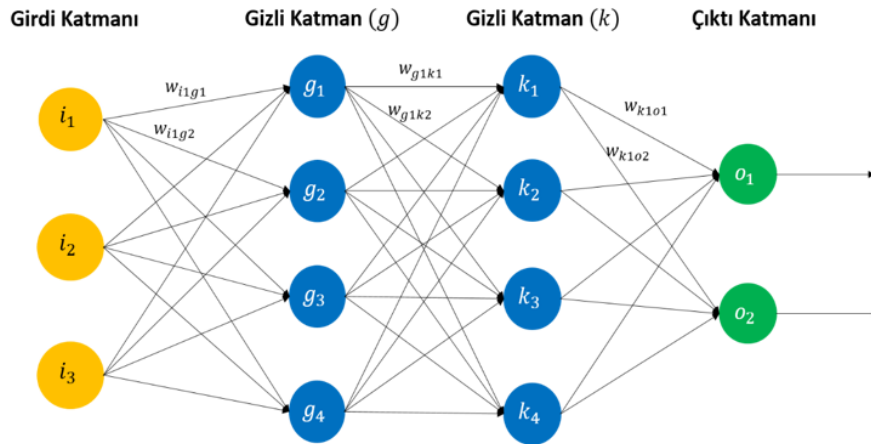 Girdi Katmanı
Gizli Katman (g)
Gizli Katman (k)
Çıktı Katmanı
i₁
i₂
i₃
w_{i1g1}
w_{i1g2}
g₁
g₂
g₃
g₄
w_{g1k1}
w_{g1k2}
k₁
k₂
k₃
k₄
w_{k1o1}
w_{k1o2}
o₁
o₂